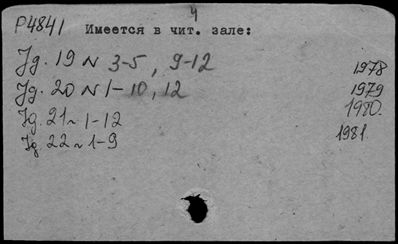 4
P4841 Имеется в чит. зале:
Jg. 19 N 3-5, 9-12 1978
Jg. 20 N 1-10, 12 1979
Jg. 21 N 1-12 1980.
Jg. 22 N 1-9 1981